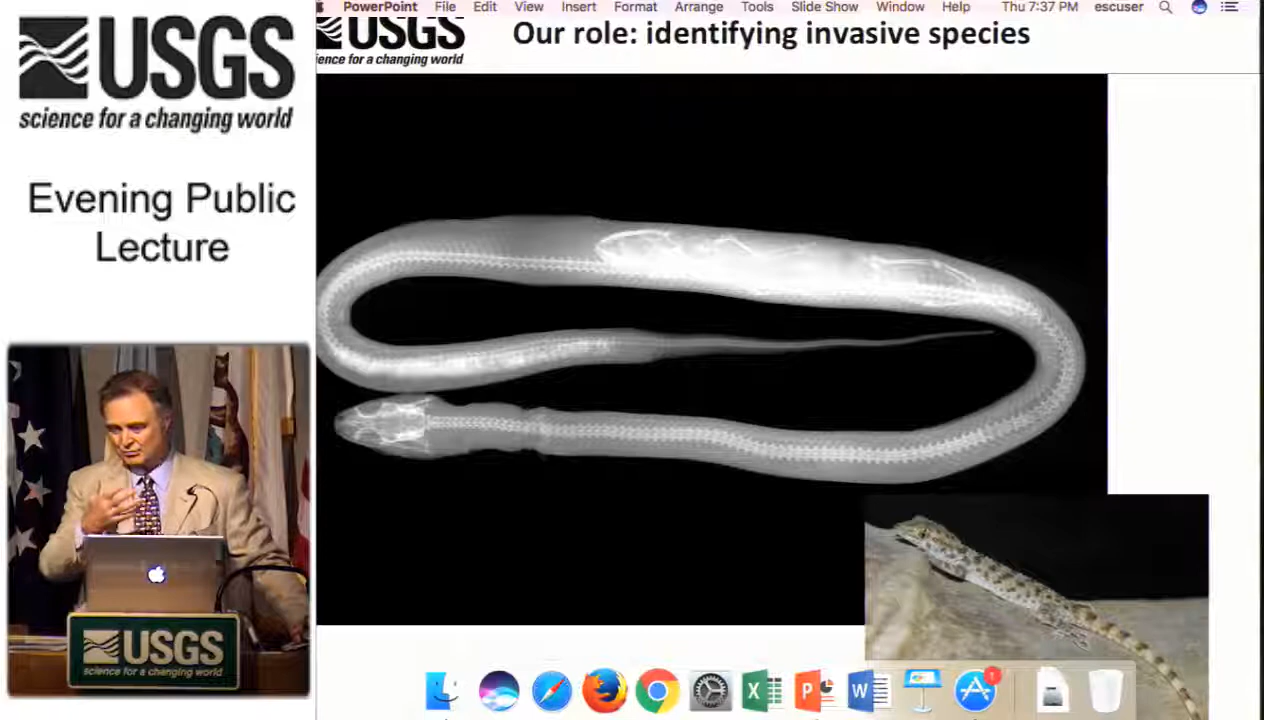 USGS
science for a changing world
Evening Public
Lecture
USGS
science for a changing world
PowerPoint File Edit View Insert Format Arrange Tools Slide Show Window Help Thu 7:37 PM escuser
USGS
ence for a changing world
Our role: identifying invasive species
1